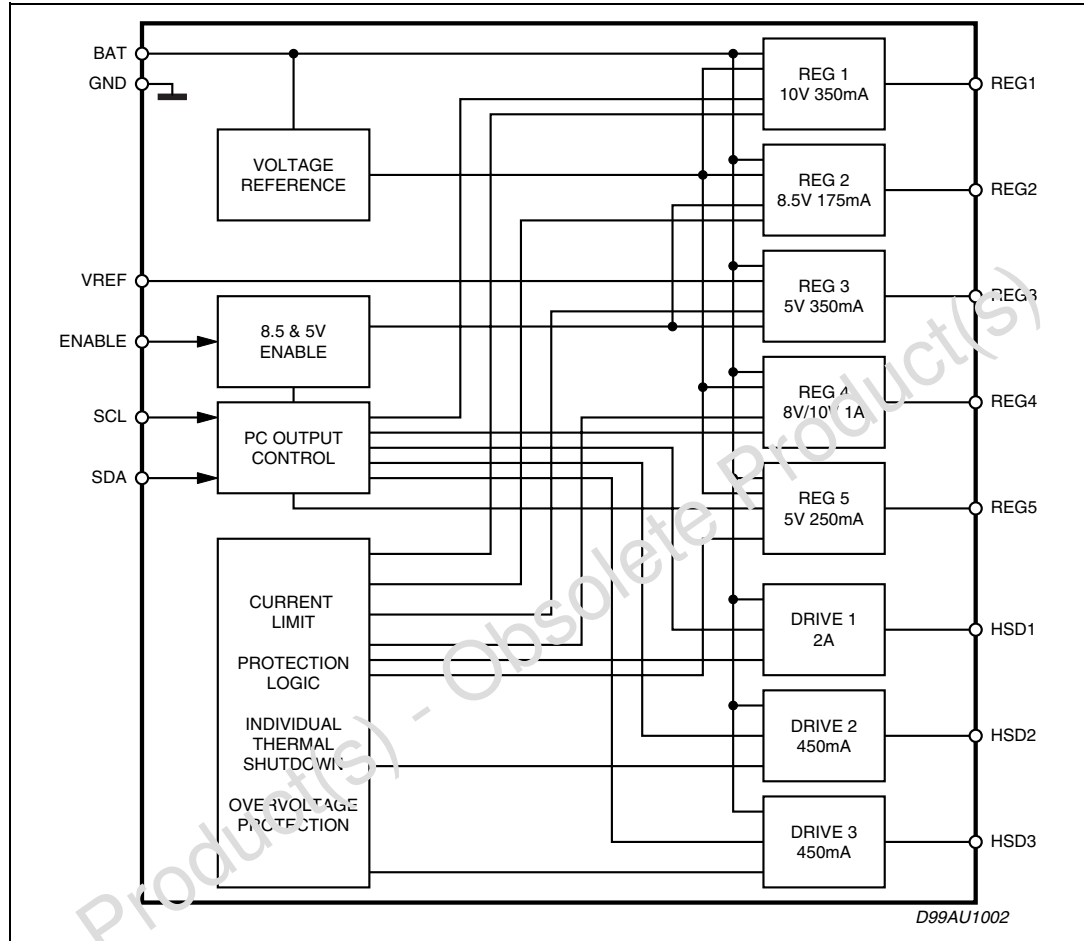 BAT
GND
VREF
ENABLE
SCL
SDA
VOLTAGE
REFERENCE
8.5 & 5V
ENABLE
PC OUTPUT
CONTROL
CURRENT
LIMIT
PROTECTION
LOGIC
INDIVIDUAL
THERMAL
SHUTDOWN
OVERVOLTAGE
PROTECTION
REG 1
10V 350mA
REG 2
8.5V 175mA
REG 3
5V 350mA
REG 4
8V/10V 1A
REG 5
5V 250mA
DRIVE 1
2A
DRIVE 2
450mA
DRIVE 3
450mA
REG1
REG2
REG3
REG4
REG5
HSD1
HSD2
HSD3
D99AU1002
Product(s) - Obsolete Product(s)